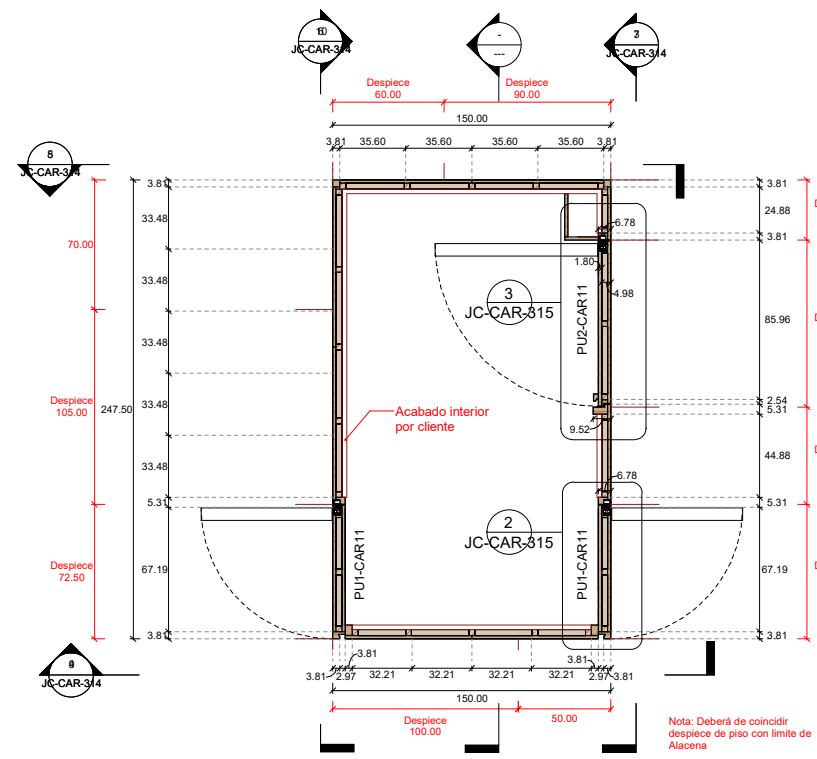 JC-CAR-314
-
---
JC-CAR-314
Despiece
60.00
Despiece
90.00
150.00
3.81 35.60 35.60 35.60 35.60 3.81
JC-CAR-314
3.81
33.48
33.48
33.48
33.48
33.48
5.31
67.19
3.81
70.00
Despiece
105.00
247.50
Despiece
72.50
3.81
24.88
3.81
85.96
2.54
5.31
44.88
5.31
67.19
3.81
6.78
1.80
4.98
9.52
6.78
3
JC-CAR-315
PU2-CAR11
Acabado interior
por cliente
2
JC-CAR-315
PU1-CAR11
PU1-CAR11
JC-CAR-314
3.81
3.81
3.81 2.97 32.21 32.21 32.21 32.21 2.97 3.81
150.00
Despiece
100.00
50.00
Nota: Deberá de coincidir
despiece de piso con limite de
Alacena